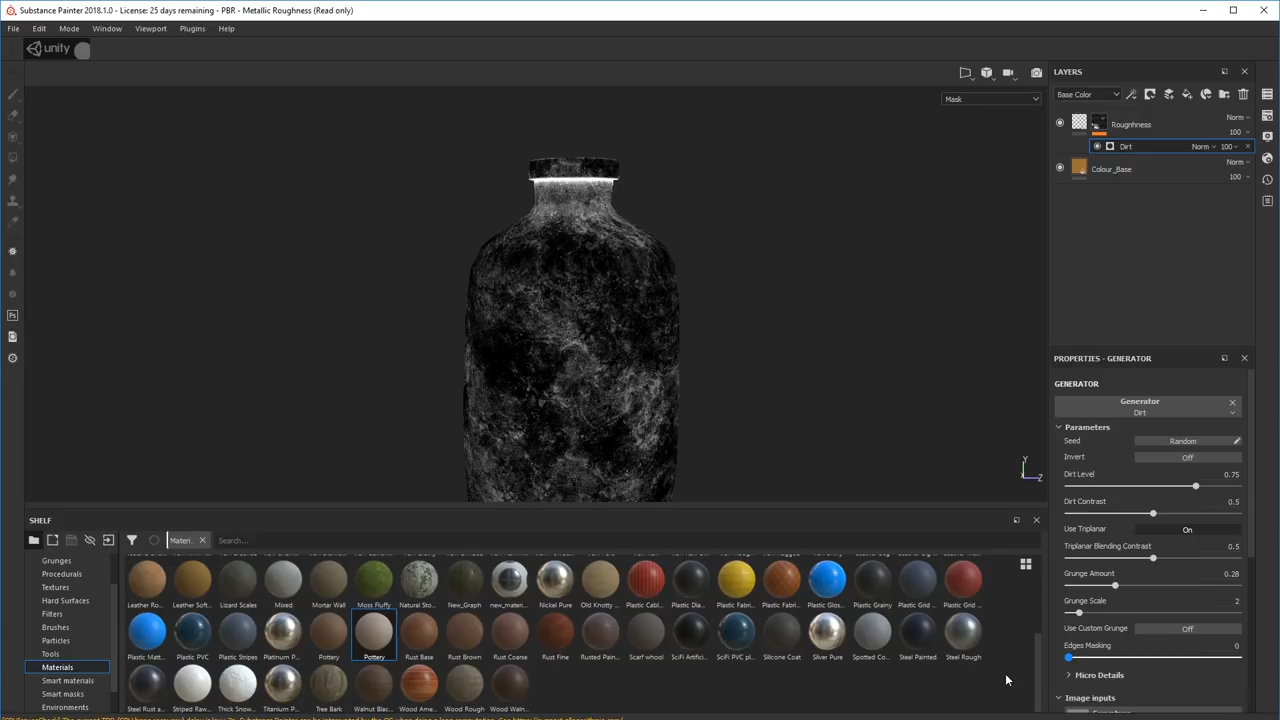 Substance Painter 2018.1.0 - License: 25 days remaining - PBR - Metallic Roughness (Read only)
File Edit Mode Window Viewport Plugins Help
unity
Mask
LAYERS
Base Color
Rougnhness Norm
100
Dirt Norm 100
Colour_Base Norm
100
PROPERTIES - GENERATOR
GENERATOR
Generator
Dirt
Parameters
Seed Random
Invert Off
Dirt Level 0.75
Dirt Contrast 0.5
Use Triplanar On
Triplanar Blending Contrast 0.5
Grunge Amount 0.28
Grunge Scale 2
Use Custom Grunge Off
Edges Masking 0
Micro Details
Image inputs
Y
Z
SHELF
Materi... Search...
Grunges
Procedurals
Textures
Hard Surfaces
Filters
Brushes
Particles
Tools
Materials
Smart materials
Smart masks
Environments
Leather Ro... Leather Soft... Lizard Scales Mixed Mortar Wall Moss Fluffy Natural Sto... New_Graph new_materi... Nickel Pure Old Knotty ... Plastic Cabl... Plastic Dia... Plastic Fabri... Plastic Fabri... Plastic Glos... Plastic Grainy Plastic Grid ... Plastic Grid ...
Plastic Matt... Plastic PVC Plastic Stripes Platinum P... Pottery Pottery Rust Base Rust Brown Rust Coarse Rust Fine Rusted Pain... Scarf whool SciFi Artifici... SciFi PVC pl... Silicone Coat Silver Pure Spotted Co... Steel Painted Steel Rough
Steel Rust a... Striped Raw... Thick Snow... Titanium P... Tree Bark Walnut Blac... Wood Ame... Wood Rough Wood Waln...
Ps